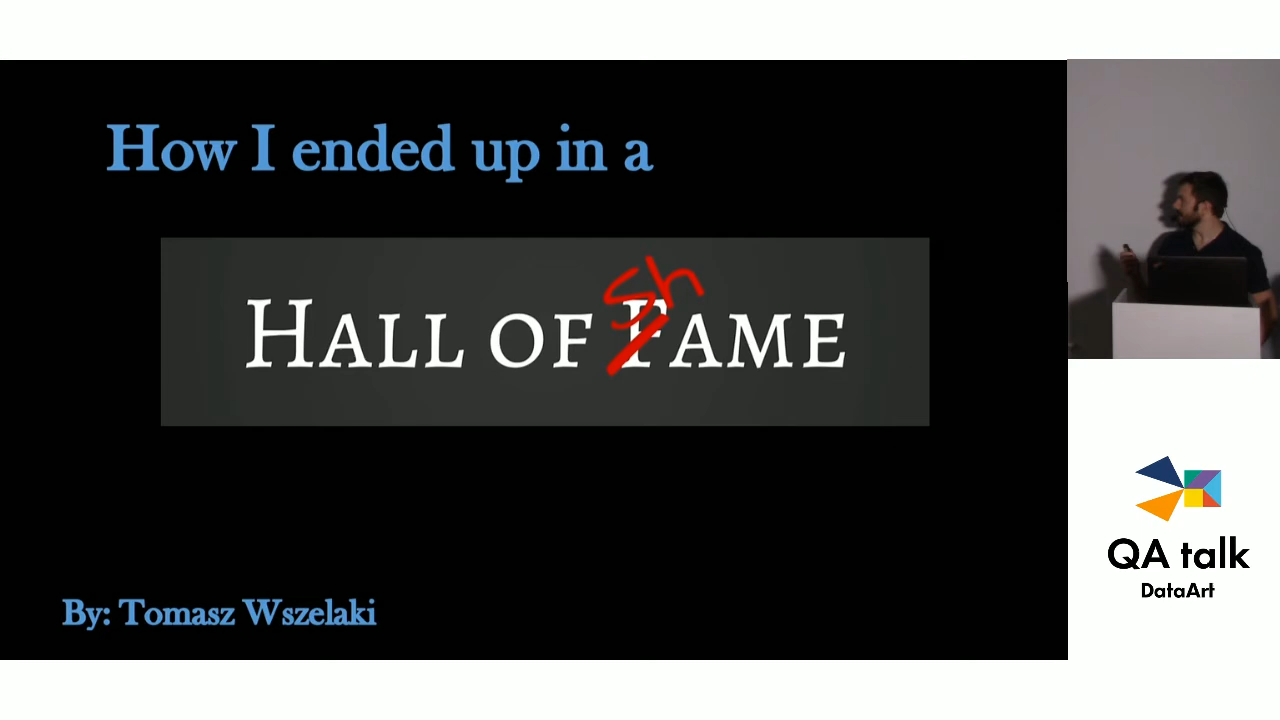 How I ended up in a
Sh
HALL OF FAME
By: Tomasz Wszelaki
QA talk
DataArt